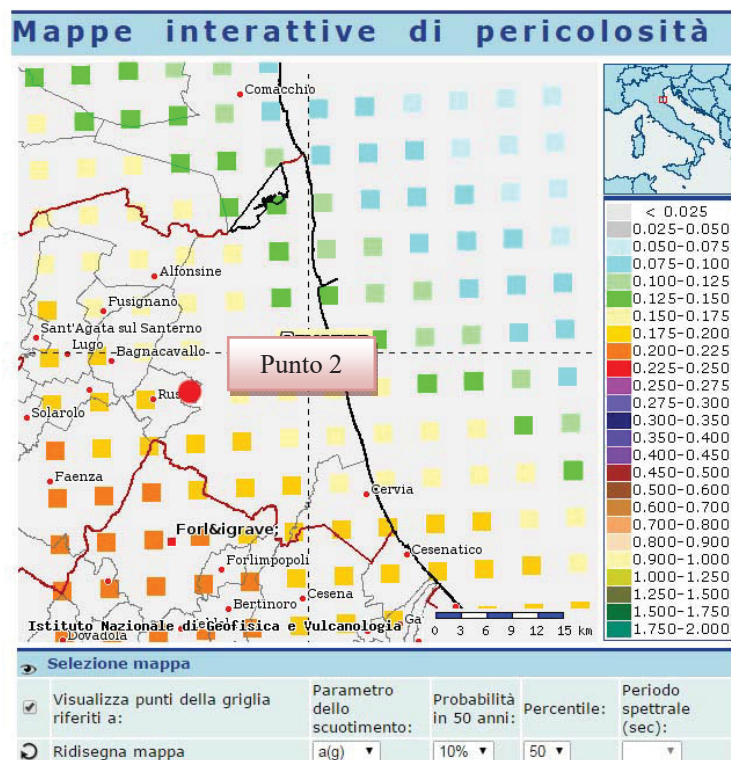 Mappe interattive di pericolosità
Comacchio
Alfonsine
Fusignano
Sant'Agata sul Santerno
Lugo
Bagnacavallo
Punto 2
Rus
Solarolo
Faenza
Cervia
Forl&igrave;
Cesenatico
Forlimpopoli
Cesena
Bertinoro
Ga
Istituto Nazionale di Geofisica e Vulcanologia
Dovadola
0 3 6 9 12 15 km
< 0.025
0.025-0.050
0.050-0.075
0.075-0.100
0.100-0.125
0.125-0.150
0.150-0.175
0.175-0.200
0.200-0.225
0.225-0.250
0.250-0.275
0.275-0.300
0.300-0.350
0.350-0.400
0.400-0.450
0.450-0.500
0.500-0.600
0.600-0.700
0.700-0.800
0.800-0.900
0.900-1.000
1.000-1.250
1.250-1.500
1.500-1.750
1.750-2.000
Selezione mappa
Visualizza punti della griglia riferiti a:
Parametro dello scuotimento:
Probabilità in 50 anni:
Percentile:
Periodo spettrale (sec):
Ridisegna mappa
a(g)
10%
50